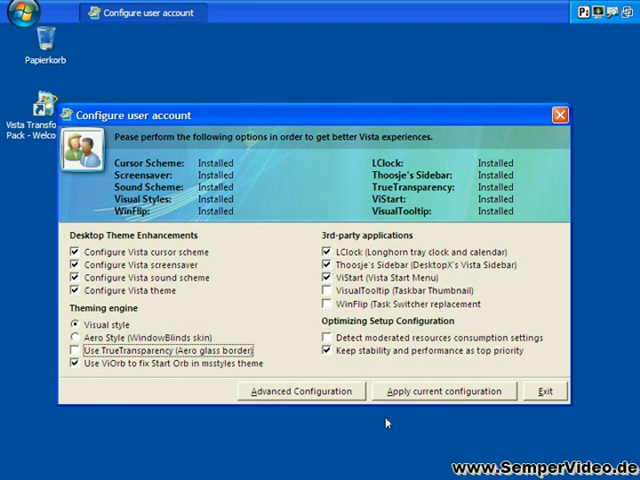 Configure user account
Papierkorb
Vista Transfo
Pack - Welco
Configure user account
Pease perform the following options in order to get better Vista experiences.
Cursor Scheme: Installed
Screensaver: Installed
Sound Scheme: Installed
Visual Styles: Installed
WinFlip: Installed
LClock: Installed
Thoosje's Sidebar: Installed
TrueTransparency: Installed
ViStart: Installed
VisualTooltip: Installed
Desktop Theme Enhancements
Configure Vista cursor scheme
Configure Vista screensaver
Configure Vista sound scheme
Configure Vista theme
Theming engine
Visual style
Aero Style (WindowBlinds skin)
Use TrueTransparency (Aero glass border)
Use ViOrb to fix Start Orb in msstyles theme
3rd-party applications
LClock (Longhorn tray clock and calendar)
Thoosje's Sidebar (DesktopX's Vista Sidebar)
ViStart (Vista Start Menu)
VisualTooltip (Taskbar Thumbnail)
WinFlip (Task Switcher replacement
Optimizing Setup Configuration
Detect moderated resources consumption settings
Keep stability and performance as top priority
Advanced Configuration
Apply current configuration
Exit
www.SemperVideo.de